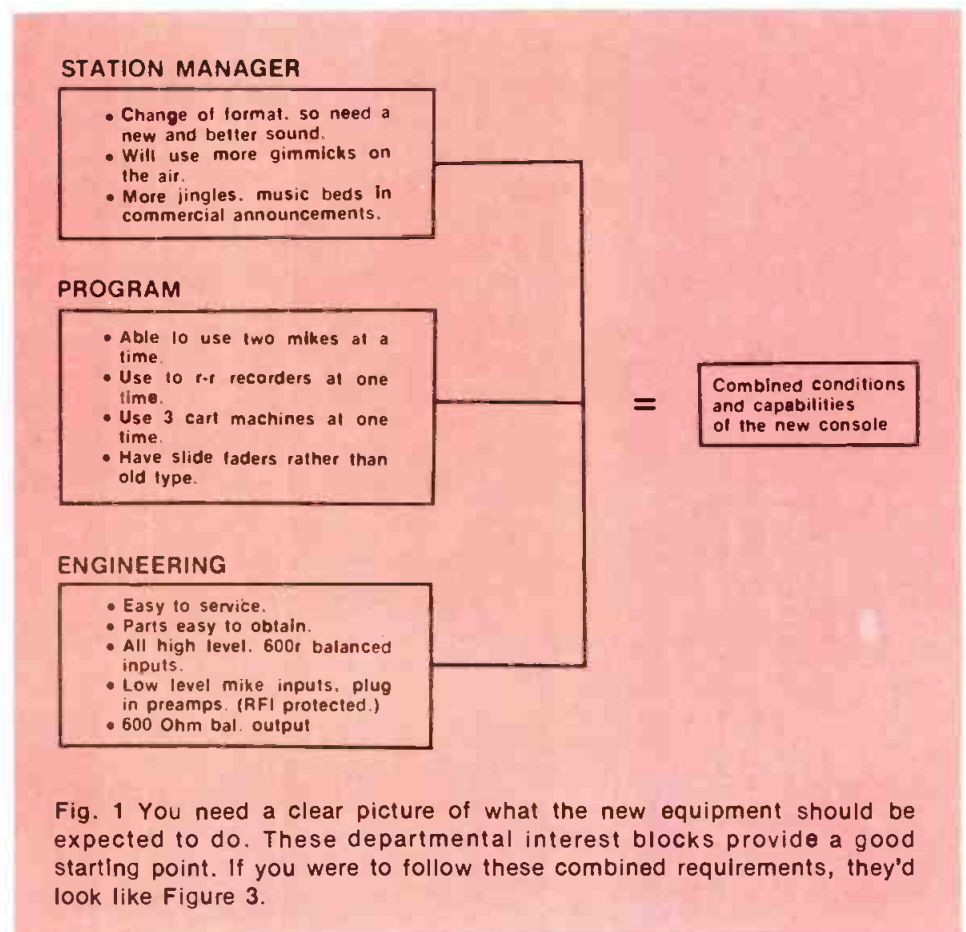 STATION MANAGER
• Change of format. so need a
new and better sound.
• Will use more gimmicks on
the air.
• More jingles. music beds in
commercial announcements.
PROGRAM
• Able lo use two mikes at a
time.
• Use to r-r recorders at one
time.
• Use 3 cart machines at one
time.
• Have slide faders rather than
old type.
=
Combined conditions
and capabilities
of the new console
ENGINEERING
• Easy to service.
• Parts easy to obtain.
• All high level. 600r balanced
inputs.
• Low level mike inputs. plug
in preamps. (RFI protected.)
• 600 Ohm bal. output
Fig. 1 You need a clear picture of what the new equipment should be
expected to do. These departmental interest blocks provide a good
starting point. If you were to follow these combined requirements, they'd
look like Figure 3.